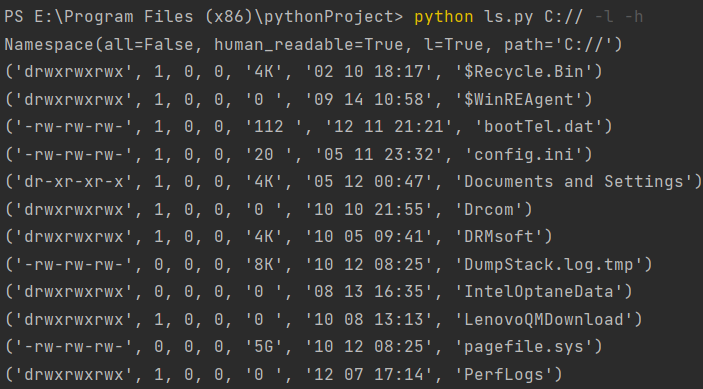 PS E:\Program Files (x86)\pythonProject> python ls.py C:// -l -h
Namespace(all=False, human_readable=True, l=True, path='C://')
('drwxrwxrwx', 1, 0, 0, '4K', '02 10 18:17', '$Recycle.Bin')
('drwxrwxrwx', 1, 0, 0, '0 ', '09 14 10:58', '$WinREAgent')
('-rw-rw-rw-', 1, 0, 0, '112 ', '12 11 21:21', 'bootTel.dat')
('-rw-rw-rw-', 1, 0, 0, '20 ', '05 11 23:32', 'config.ini')
('dr-xr-xr-x', 1, 0, 0, '4K', '05 12 00:47', 'Documents and Settings')
('drwxrwxrwx', 1, 0, 0, '0 ', '10 10 21:55', 'Drcom')
('drwxrwxrwx', 1, 0, 0, '4K', '10 05 09:41', 'DRMsoft')
('-rw-rw-rw-', 0, 0, 0, '8K', '10 12 08:25', 'DumpStack.log.tmp')
('drwxrwxrwx', 0, 0, 0, '0 ', '08 13 16:35', 'IntelOptaneData')
('drwxrwxrwx', 1, 0, 0, '0 ', '10 08 13:13', 'LenovoQMDownload')
('-rw-rw-rw-', 0, 0, 0, '5G', '10 12 08:25', 'pagefile.sys')
('drwxrwxrwx', 1, 0, 0, '0 ', '12 07 17:14', 'PerfLogs')